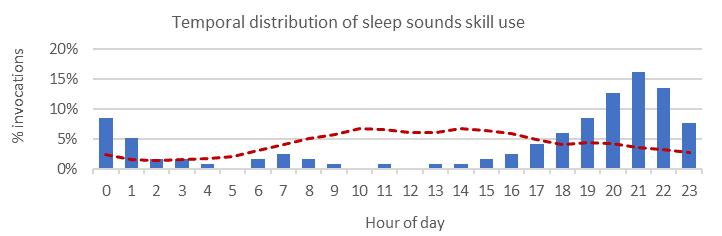 Temporal distribution of sleep sounds skill use
20%
15%
10%
5%
0%
% invocations
0 1 2 3 4 5 6 7 8 9 10 11 12 13 14 15 16 17 18 19 20 21 22 23
Hour of day